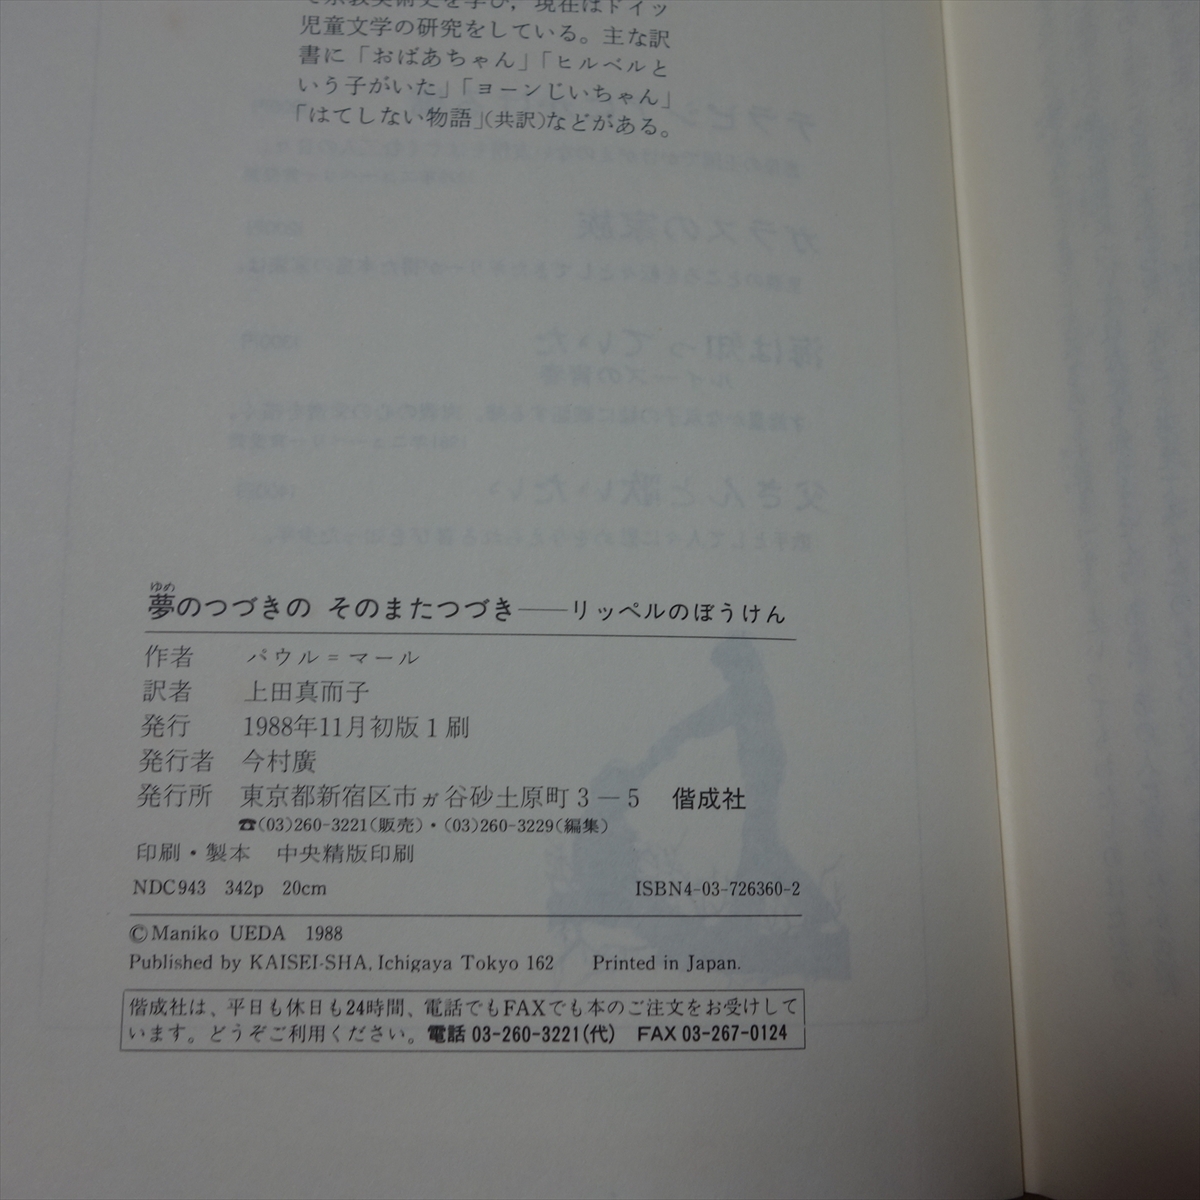 で宗教美術史を学び，現在はドイッ
児童文学の研究をしている。主な訳
書に「おばあちゃん」「ヒルベルと
いう子がいた」「ヨーンじいちゃん」
「はてしない物語」(共訳)などがある。
ゆめ
夢のつづきの そのまたつづき――リッペルのぼうけん
作者 パウル＝マール
訳者 上田真而子
発行 1988年11月初版１刷
発行者 今村廣
発行所 東京都新宿区市ヶ谷砂土原町３－５ 偕成社
☎(03)260-3221(販売)・(03)260-3229(編集)
印刷・製本 中央精版印刷
NDC943 342p 20cm ISBN4-03-726360-2
©Maniko UEDA 1988
Published by KAISEI-SHA, Ichigaya Tokyo 162 Printed in Japan.
偕成社は、平日も休日も24時間、電話でもFAXでも本のご注文をお受けして
います。どうぞご利用ください。電話 03-260-3221(代) FAX 03-267-0124